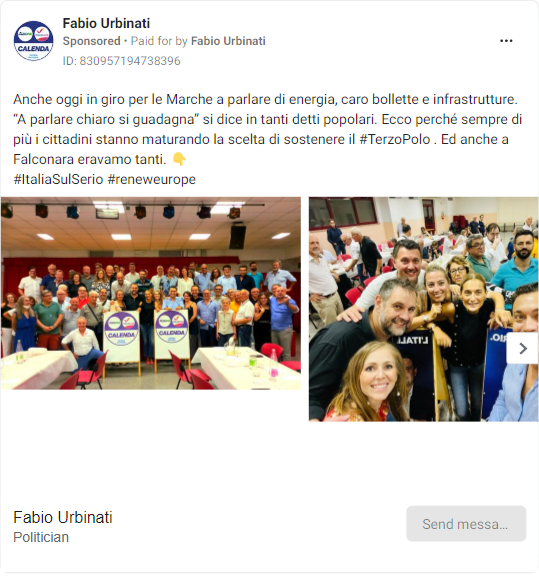 Fabio Urbinati
Sponsored • Paid for by Fabio Urbinati
ID: 830957194738396
Anche oggi in giro per le Marche a parlare di energia, caro bollette e infrastrutture.
“A parlare chiaro si guadagna” si dice in tanti detti popolari. Ecco perché sempre di
più i cittadini stanno maturando la scelta di sostenere il #TerzoPolo . Ed anche a
Falconara eravamo tanti. 👇
#ItaliaSulSerio #reneweurope
CALENDA
CALENDA
CALENDA
L'ITALI
IO.
Fabio Urbinati
Politician
Send messa...